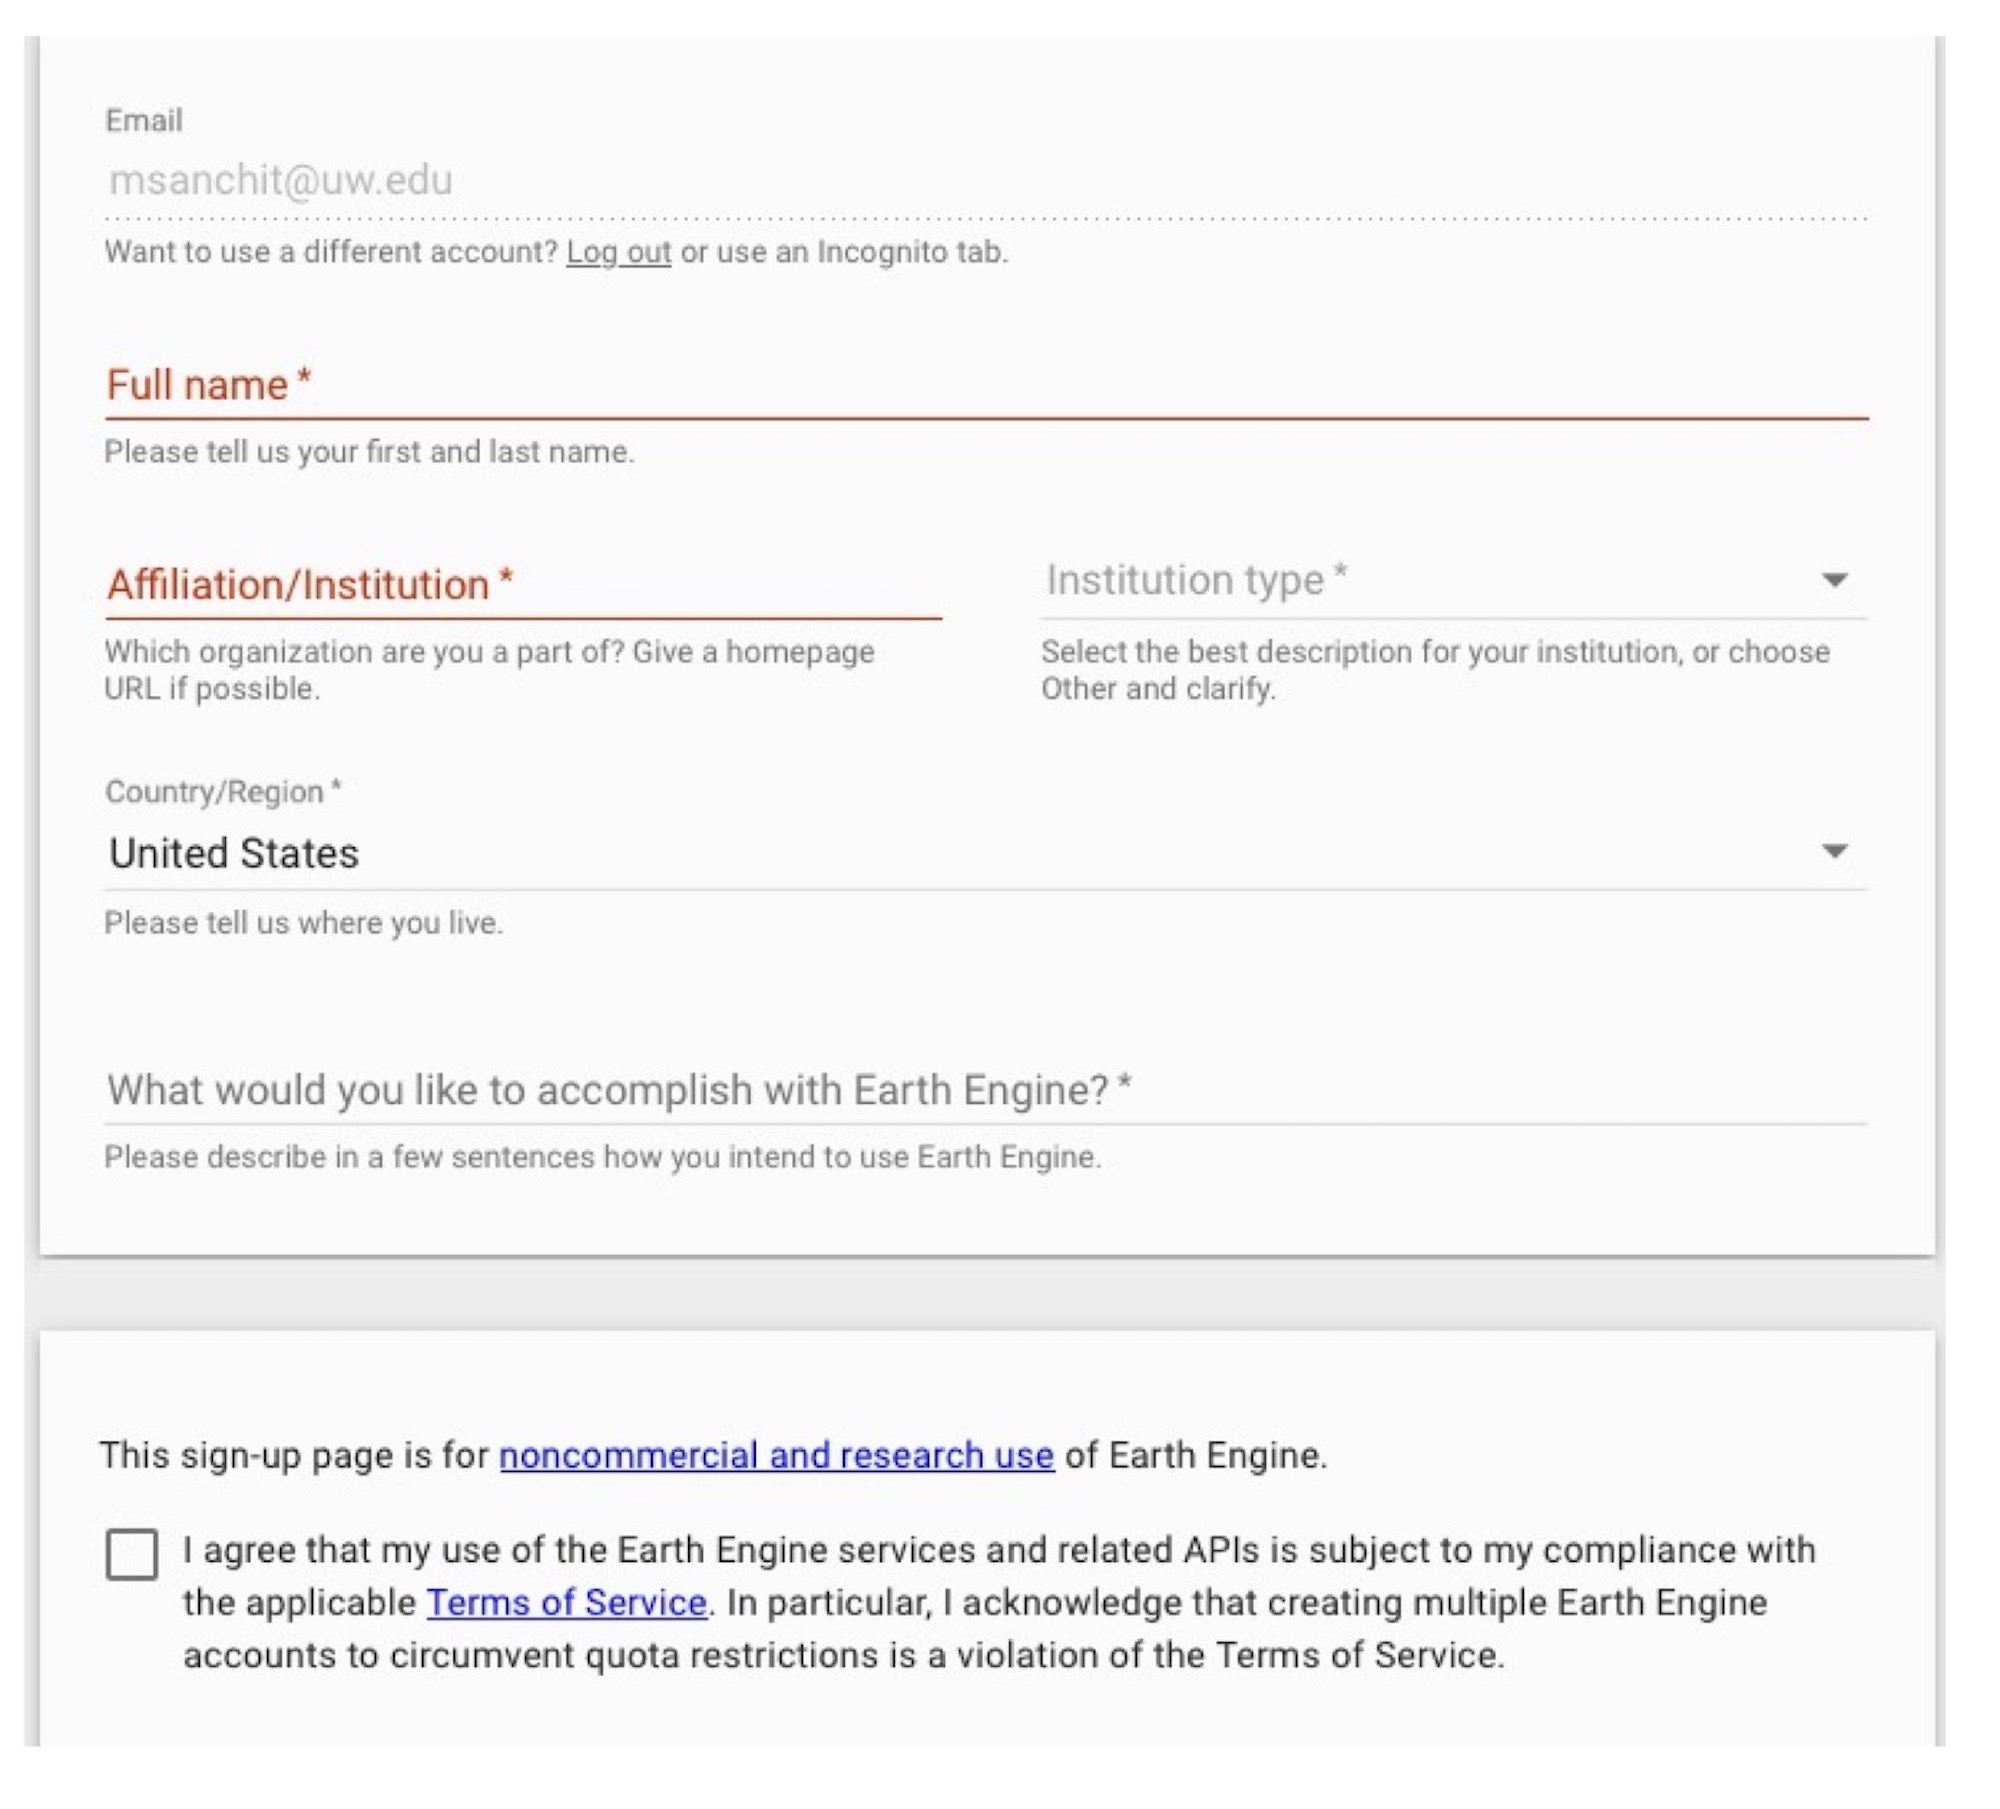 Email
msanchit@uw.edu
Want to use a different account? Log out or use an Incognito tab.
Full name *
Please tell us your first and last name.
Affiliation/Institution *
Which organization are you a part of? Give a homepage
URL if possible.
Institution type *
Select the best description for your institution, or choose
Other and clarify.
Country/Region *
United States
Please tell us where you live.
What would you like to accomplish with Earth Engine? *
Please describe in a few sentences how you intend to use Earth Engine.
This sign-up page is for noncommercial and research use of Earth Engine.
I agree that my use of the Earth Engine services and related APIs is subject to my compliance with
the applicable Terms of Service. In particular, I acknowledge that creating multiple Earth Engine
accounts to circumvent quota restrictions is a violation of the Terms of Service.